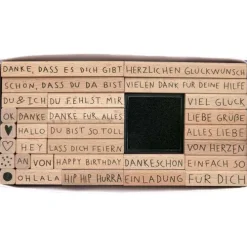 DANKE, DASS ES DICH GIBT
HERZLICHEN GLÜCKWUNSCH
SCHÖN, DASS DU DA BIST
VIELEN DANK FÜR DEINE HILFE
DU & ICH
DU FEHLST MIR
VIEL GLÜCK
OK
DANKE
DANKE FÜR ALLES
LIEBE GRÜßE
HALLO
DU BIST SO TOLL
ALLES LIEBE
HEY
LASS DICH FEIERN
VON HERZEN
AN
VON
HAPPY BIRTHDAY
DANKESCHÖN
EINFACH SO
OHLALA
HIP HIP HURRA
EINLADUNG
FÜR DICH